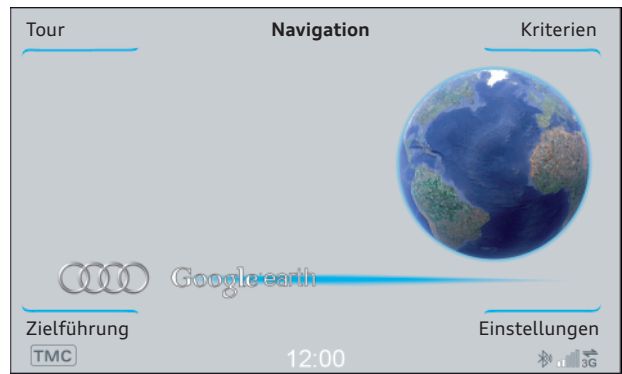 Tour Navigation Kriterien
Google earth
Zielführung Einstellungen
TMC 12:00 3G